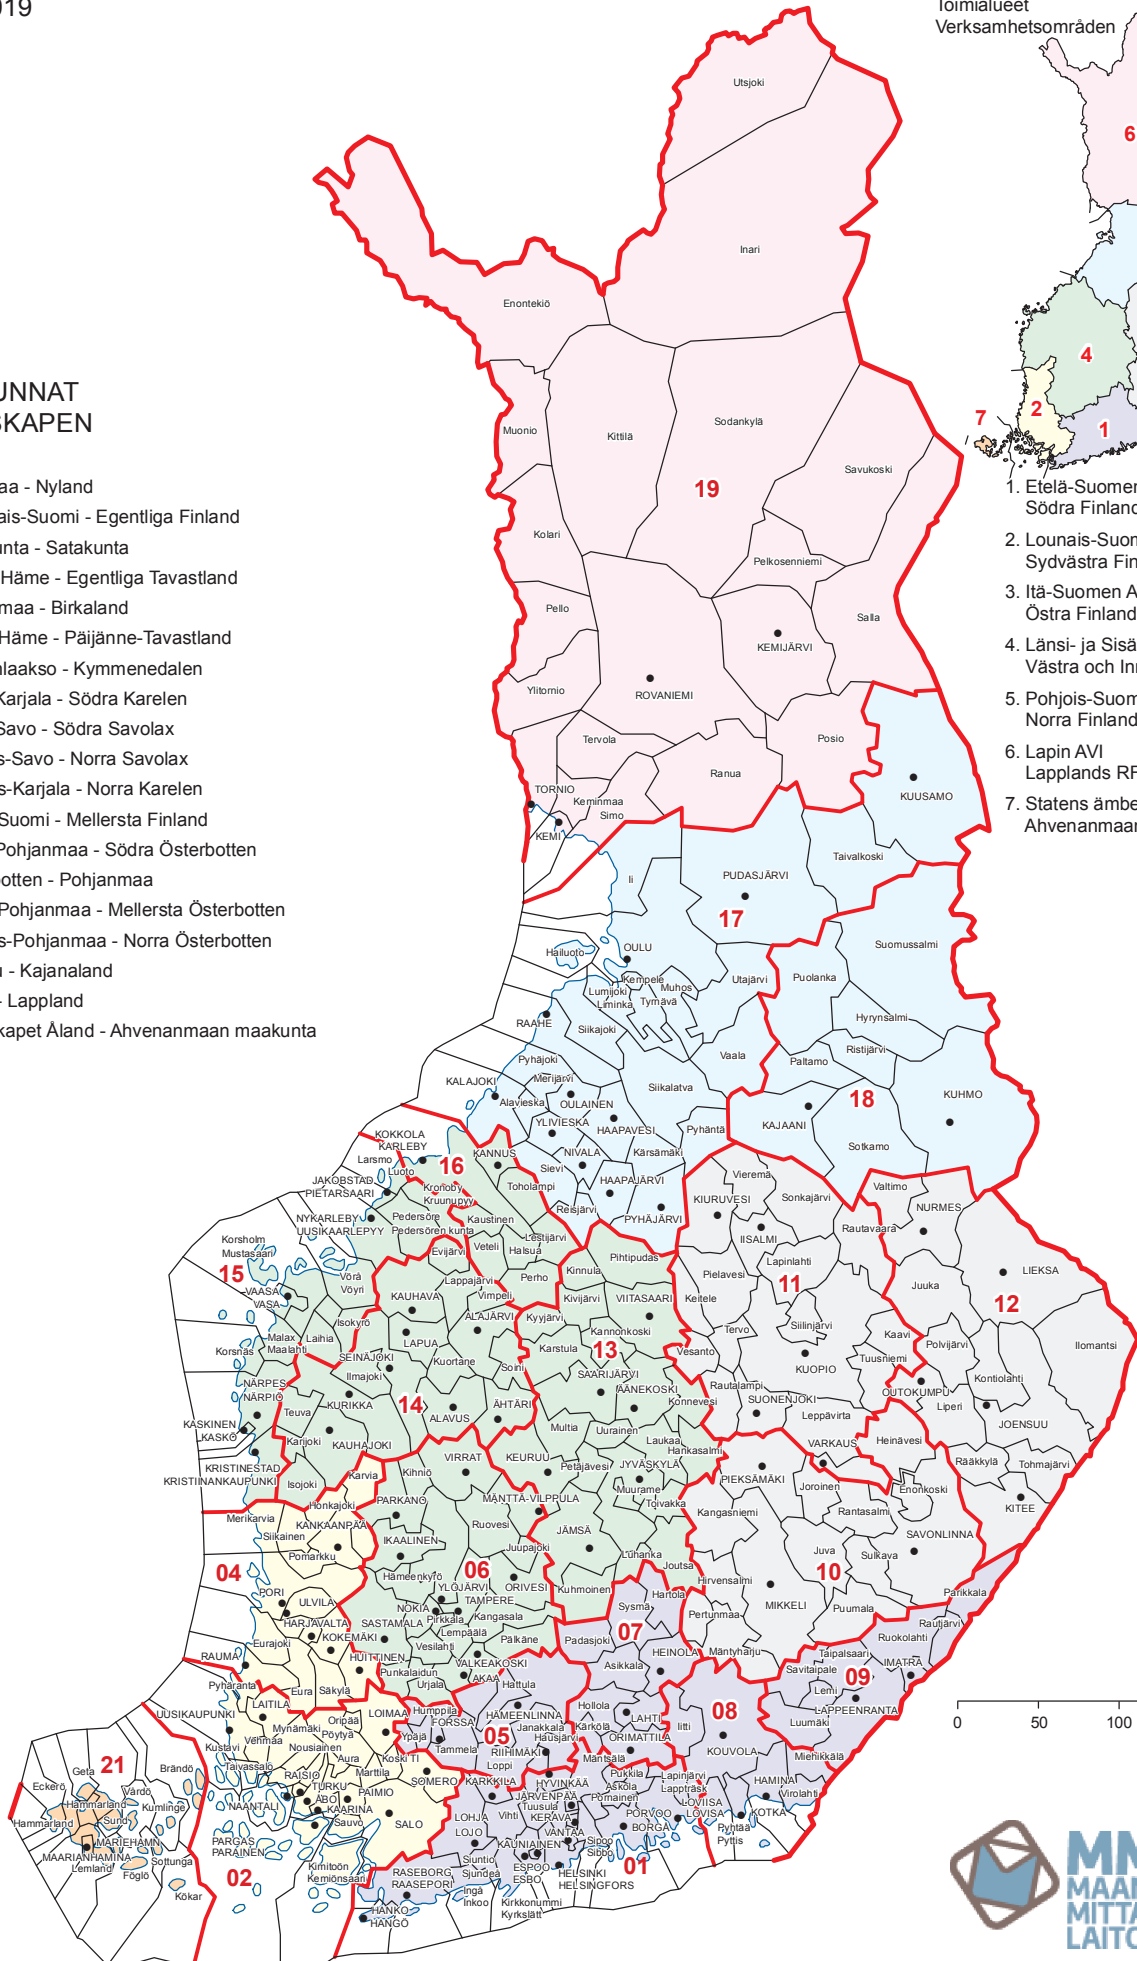 019
Toimialueet
Verksamhetsområden
6
4
2
7
1
UNNAT
SKAPEN
aa - Nyland
ais-Suomi - Egentliga Finland
unta - Satakunta
Häme - Egentliga Tavastland
maa - Birkaland
Häme - Päijänne-Tavastland
nlaakso - Kymmenedalen
Karjala - Södra Karelen
Savo - Södra Savolax
s-Savo - Norra Savolax
s-Karjala - Norra Karelen
Suomi - Mellersta Finland
Pohjanmaa - Södra Österbotten
otten - Pohjanmaa
Pohjanmaa - Mellersta Österbotten
s-Pohjanmaa - Norra Österbotten
u - Kajanaland
- Lappland
kapet Åland - Ahvenanmaan maakunta
1. Etelä-Suomen
Södra Finland
2. Lounais-Suom
Sydvästra Fin
3. Itä-Suomen A
Östra Finland
4. Länsi- ja Sisä
Västra och Inr
5. Pohjois-Suom
Norra Finland
6. Lapin AVI
Lapplands RF
7. Statens ämbe
Ahvenanmaan
Utsjoki
Inari
Enontekiö
Muonio
Kittilä
Sodankylä
Savukoski
19
Kolari
Pelkosenniemi
Pello
Salla
KEMIJÄRVI
Ylitornio
ROVANIEMI
Tervola
Posio
Ranua
TORNIO
Keminmaa
Simo
KEMI
KUUSAMO
Taivalkoski
Ii
PUDASJÄRVI
17
Hailuoto
OULU
Suomussalmi
Kempele
Muhos
Utajärvi
Puolanka
Lumijoki
Liminka
Tyrnävä
RAAHE
Siikajoki
Hyrynsalmi
Vaala
Ristijärvi
Paltamo
Pyhäjoki
KALAJOKI
Merijärvi
Siikalatva
Alavieska
OULAINEN
18
KUHMO
YLIVIESKA
HAAPAVESI
Pyhäntä
KAJAANI
Sotkamo
KOKKOLA
KARLEBY
Larsmo
Luoto
16
KANNUS
NIVALA
Kärsämäki
Sievi
Toholampi
HAAPAJÄRVI
Reisjärvi
PYHÄJÄRVI
JAKOBSTAD
PIETARSAARI
Kronoby
Kruunupyy
NYKARLEBY
UUSIKAARLEPYY
Pedersöre
Pedersören kunta
Kaustinen
Lestijärvi
Halsua
Veteli
Evijärvi
Perho
Korsholm
Mustasaari
15
VAASA
VASA
Vörå
Vöyri
Lappajärvi
Vimpeli
KAUHAVA
ALAJÄRVI
Isokyrö
Laihia
Malax
Maalahti
Korsnäs
LAPUA
SEINÄJOKI
Ilmajoki
Kuortane
Soini
NÄRPES
NÄRPIÖ
Teuva
KURIKKA
14
ALAVUS
ÄHTÄRI
KASKINEN
KASKÖ
Karijoki
KAUHAJOKI
KRISTINESTAD
KRISTIINANKAUPUNKI
Isojoki
Kinnula
Pihtipudas
Kivijärvi
VIITASAARI
Kyyjärvi
Kannonkoski
Karstula
13
SAARIJÄRVI
ÄÄNEKOSKI
Konnevesi
Multia
Uurainen
Laukaa
Hankasalmi
KEURUU
Petäjävesi
JYVÄSKYLÄ
Muurame
Toivakka
JÄMSÄ
Luhanka
Joutsa
Kuhmoinen
Vieremä
Sonkajärvi
KIURUVESI
IISALMI
Rautavaara
Lapinlahti
11
Pielavesi
Keitele
Siilinjärvi
Tervo
KUOPIO
Kaavi
Tuusniemi
Vesanto
Rautalampi
SUONENJOKI
Leppävirta
VARKAUS
Valtimo
NURMES
LIEKSA
Juuka
12
Ilomantsi
Polvijärvi
Kontiolahti
OUTOKUMPU
Liperi
JOENSUU
Heinävesi
Rääkkylä
Tohmajärvi
KITEE
PIEKSÄMÄKI
Joroinen
Enonkoski
Kangasniemi
Rantasalmi
SAVONLINNA
Juva
Sulkava
10
Hirvensalmi
MIKKELI
Puumala
Pertunmaa
Mäntyharju
Parikkala
Rautjärvi
Ruokolahti
Taipalsaari
IMATRA
Savitaipale
09
Lemi
LAPPEENRANTA
Luumäki
Karvia
Honkajoki
Merikarvia
Siikainen
KANKAANPÄÄ
Pomarkku
04
PORI
ULVILA
HARJAVALTA
KOKEMÄKI
Eurajoki
RAUMA
HUITTINEN
Eura
Säkylä
Kihniö
VIRRAT
PARKANO
MÄNTTÄ-VILPPULA
Ruovesi
IKAALINEN
Juupajoki
Hämeenkyrö
06
YLÖJÄRVI
ORIVESI
TAMPERE
NOKIA
Pirkkala
Kangasala
SASTAMALA
Lempäälä
Vesilahti
Pälkäne
VALKEAKOSKI
Punkalaidun
AKAA
Urjala
Hartola
Sysmä
07
Padasjoki
HEINOLA
Asikkala
Hollola
LAHTI
Kärkölä
ORIMATTILA
Iitti
08
KOUVOLA
Miehikkälä
HAMINA
Virolahti
KOTKA
Pyhtää
Pyttis
Hattula
HÄMEENLINNA
Humppila
FORSSA
Ypäjä
05
Janakkala
Hausjärvi
RIIHIMÄKI
Tammela
Loppi
Pyhäranta
UUSIKAUPUNKI
LAITILA
Mynämäki
Vehmaa
Kustavi
Oripää
Pöytyä
LOIMAA
Nousiainen
Aura
Koski Tl
Marttila
Taivassalo
RAISIO
TURKU
ÅBO
PAIMIO
SOMERO
NAANTALI
KAARINA
Sauvo
SALO
PARGAS
PARAINEN
02
Kimitoön
Kemiönsaari
Mäntsälä
Pukkila
Lapinjärvi
Lappträsk
KARKKILA
HYVINKÄÄ
Askola
Pornainen
JÄRVENPÄÄ
LOVIISA
LOVISA
Tuusula
PORVOO
BORGÅ
Vihti
KERAVA
LOHJA
LOJO
VANTAA
KAUNIAINEN
Sipoo
Sibbo
Siuntio
Sjundeå
ESPOO
ESBO
HELSINKI
HELSINGFORS
01
RASEBORG
RAASEPORI
Ingå
Inkoo
Kirkkonummi
Kyrkslätt
HANKO
HANGÖ
21
Geta
Eckerö
Brändö
Vårdö
Hammarland
Kumlinge
Hammarland
Sund
MARIEHAMN
MAARIANHAMINA
Lemland
Sottunga
Föglö
Kökar
0 50 100
MM
MAAN
MITTA
LAITO